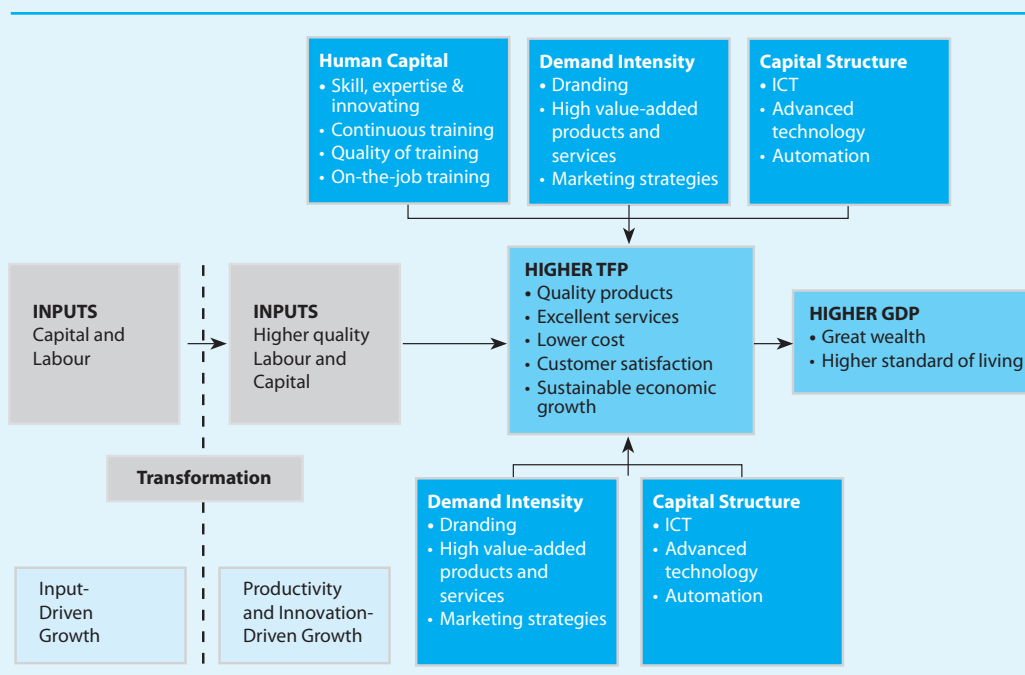 Human Capital
• Skill, expertise &
innovating
• Continuous training
• Quality of training
• On-the-job training
Demand Intensity
• Dranding
• High value-added
products and
services
• Marketing strategies
Capital Structure
• ICT
• Advanced
technology
• Automation
INPUTS
Capital and
Labour
INPUTS
Higher quality
Labour and
Capital
HIGHER TFP
• Quality products
• Excellent services
• Lower cost
• Customer satisfaction
• Sustainable economic
growth
HIGHER GDP
• Great wealth
• Higher standard of living
Transformation
Input-
Driven
Growth
Productivity
and Innovation-
Driven Growth
Demand Intensity
• Dranding
• High value-added
products and
services
• Marketing strategies
Capital Structure
• ICT
• Advanced
technology
• Automation